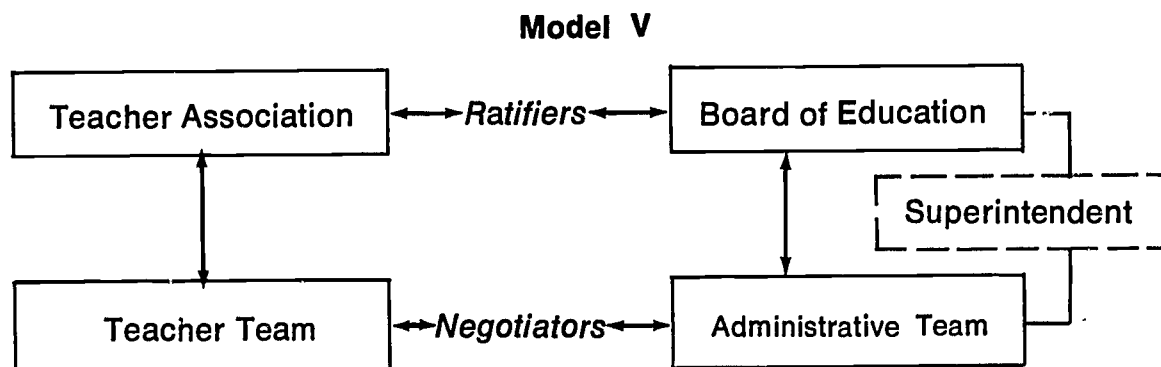 Model V
Teacher Association
Ratifiers
Board of Education
Superintendent
Teacher Team
Negotiators
Administrative Team